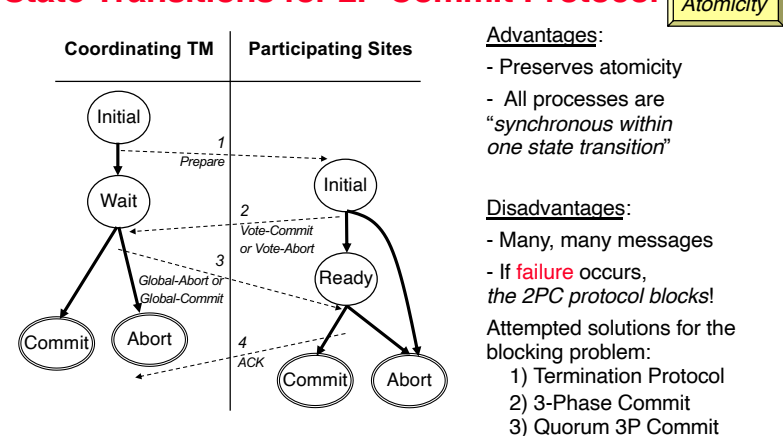 State Transitions for 2P Commit Protocol
Atomicity
Coordinating TM
Participating Sites
Initial
1
Prepare
Initial
Wait
2
Vote-Commit
or Vote-Abort
3
Global-Abort or
Global-Commit
Ready
Commit
Abort
4
ACK
Commit
Abort
Advantages:
- Preserves atomicity
- All processes are
“synchronous within
one state transition”
Disadvantages:
- Many, many messages
- If failure occurs,
the 2PC protocol blocks!
Attempted solutions for the
blocking problem:
1) Termination Protocol
2) 3-Phase Commit
3) Quorum 3P Commit